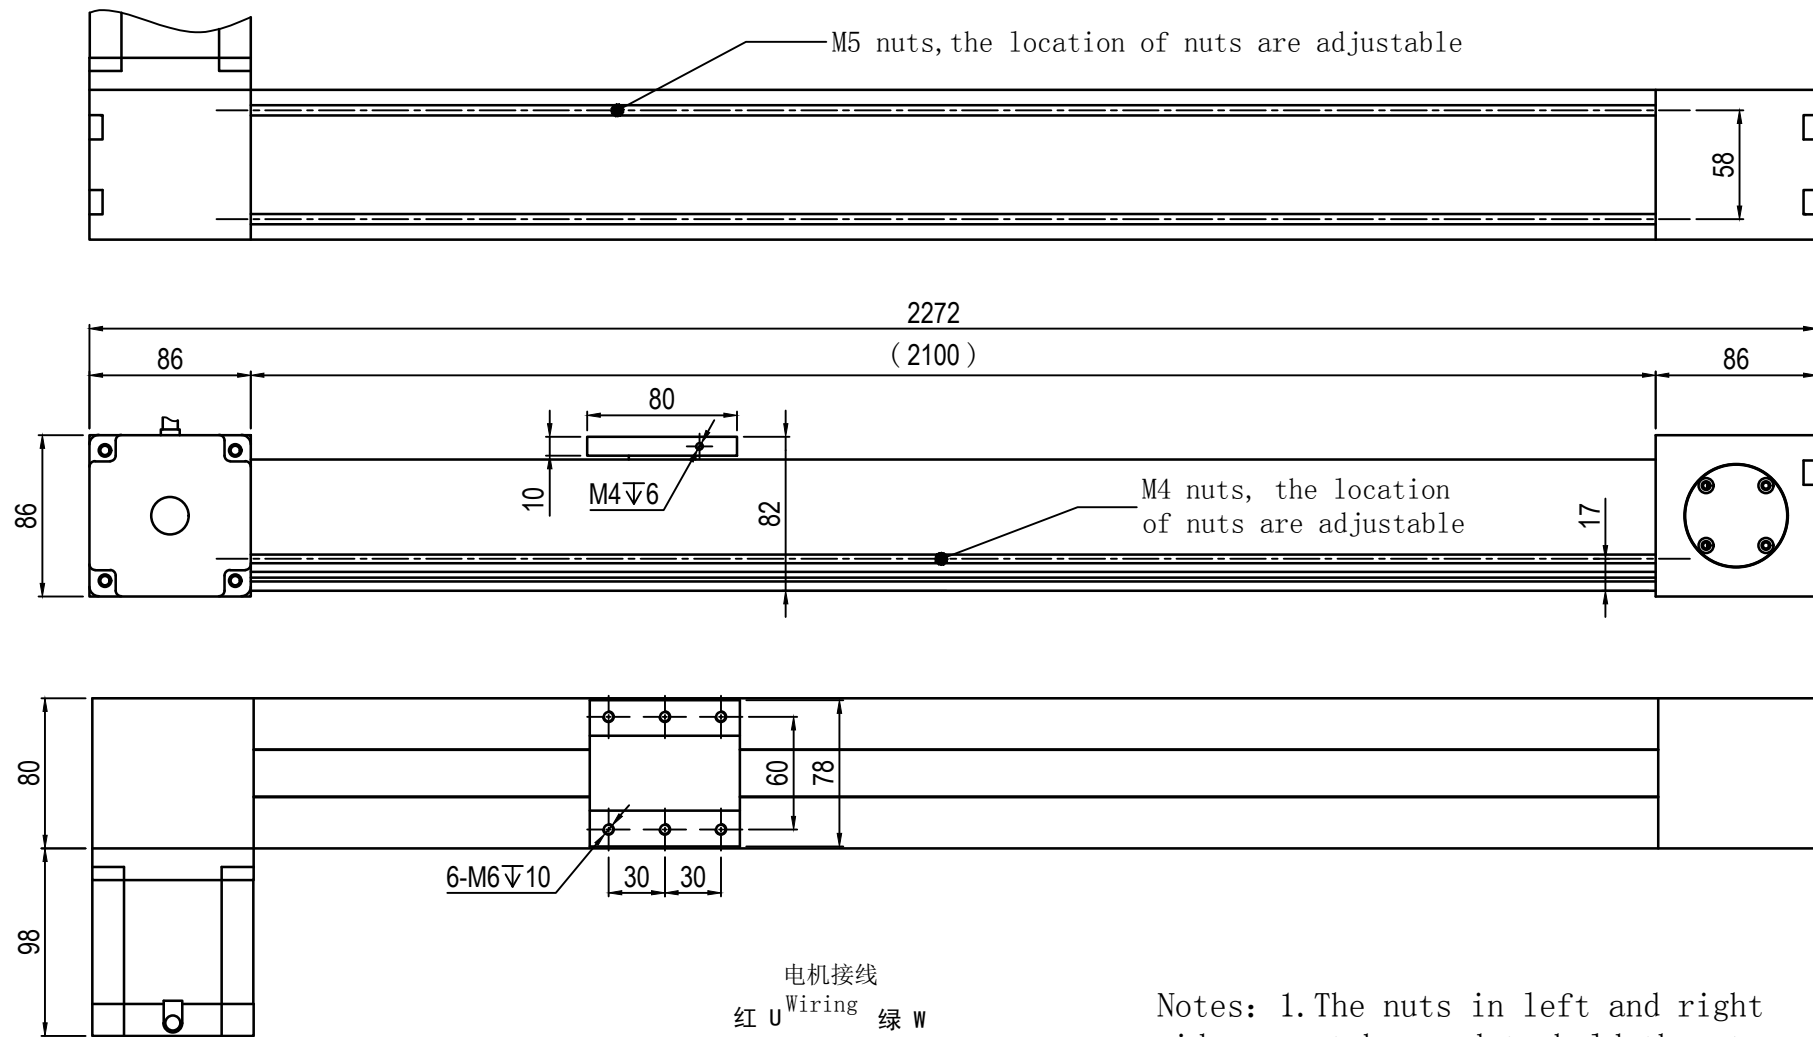 M5 nuts, the location of nuts are adjustable
58
2272
86
(2100)
86
80
86
10
M4↧6
82
M4 nuts, the location
of nuts are adjustable
17
80
60
78
6-M6↧10
30
30
98
电机接线
Wiring
红 U
绿 W
Notes: 1.The nuts in left and right